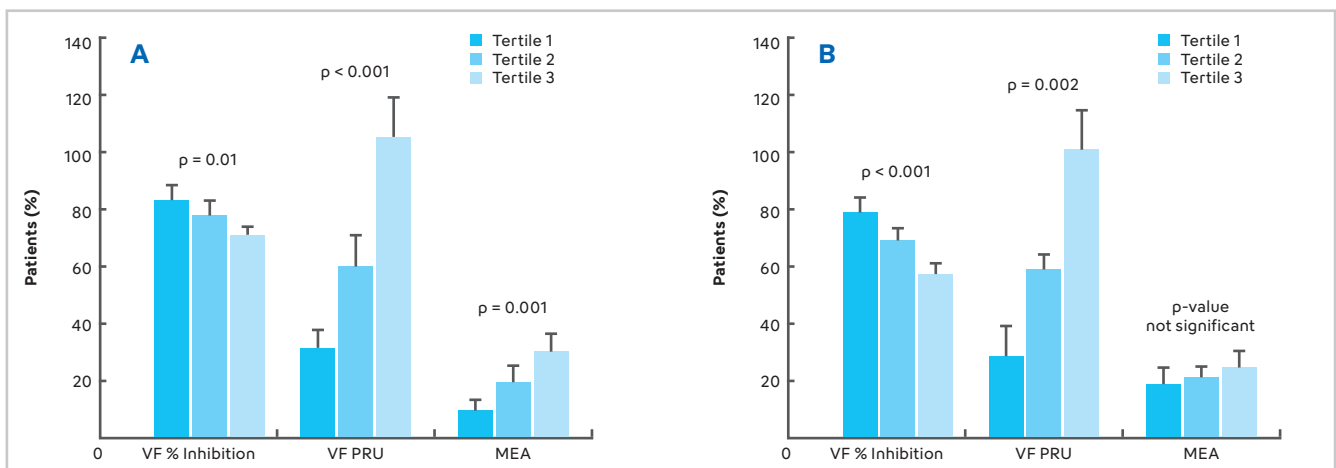 A
Patients (%)
140
120
100
80
60
40
20
0
Tertile 1
Tertile 2
Tertile 3
p = 0.01
p < 0.001
p = 0.001
VF % Inhibition
VF PRU
MEA
B
Patients (%)
140
120
100
80
60
40
20
0
Tertile 1
Tertile 2
Tertile 3
p < 0.001
p = 0.002
p-value
not significant
VF % Inhibition
VF PRU
MEA